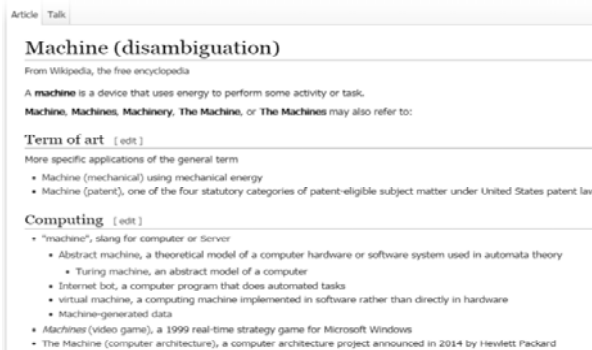 Article Talk
Machine (disambiguation)
From Wikipedia, the free encyclopedia
A machine is a device that uses energy to perform some activity or task.
Machine, Machines, Machinery, The Machine, or The Machines may also refer to:
Term of art [ edit ]
More specific applications of the general term
• Machine (mechanical) using mechanical energy
• Machine (patent), one of the four statutory categories of patent-eligible subject matter under United States patent law
Computing [ edit ]
• "machine", slang for computer or Server
• Abstract machine, a theoretical model of a computer hardware or software system used in automata theory
• Turing machine, an abstract model of a computer
• Internet bot, a computer program that does automated tasks
• virtual machine, a computing machine implemented in software rather than directly in hardware
• Machine-generated data
• Machines (video game), a 1999 real-time strategy game for Microsoft Windows
• The Machine (computer architecture), a computer architecture project announced in 2014 by Hewlett Packard